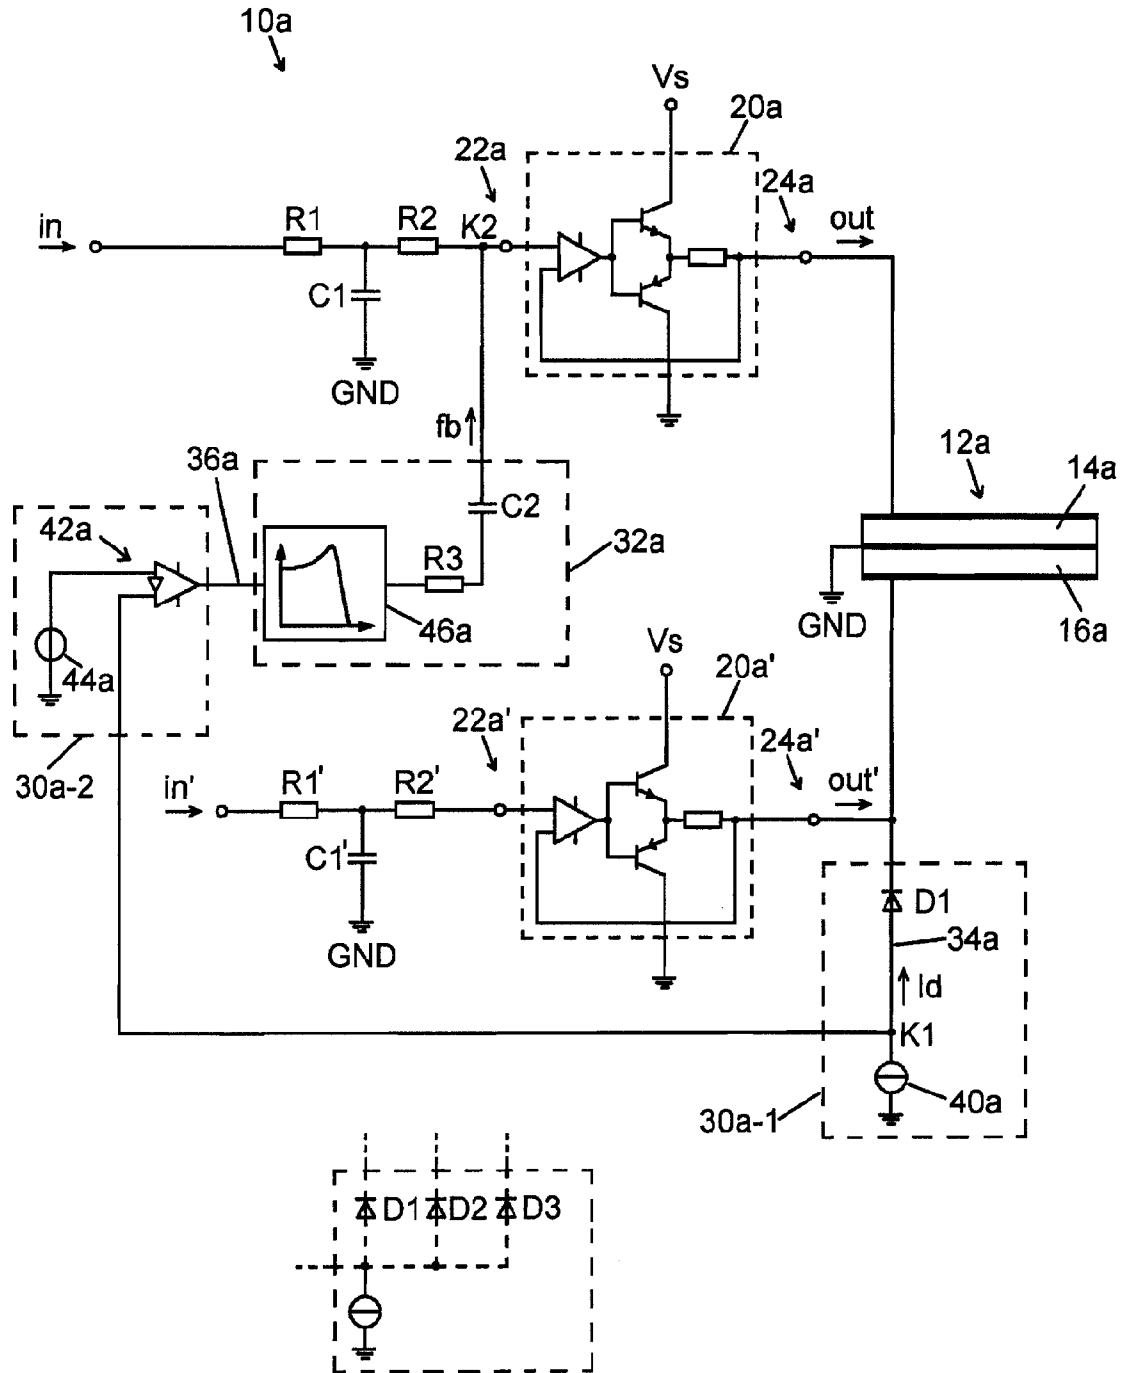 10a
Vs
20a
22a
24a
in
R1
R2
K2
out
C1
GND
fb
36a
12a
14a
42a
C2
R3
32a
46a
44a
GND
16a
Vs
20a'
30a-2
22a'
24a'
in'
R1'
R2'
out'
C1'
GND
D1
34a
Id
K1
40a
30a-1
D1 D2 D3